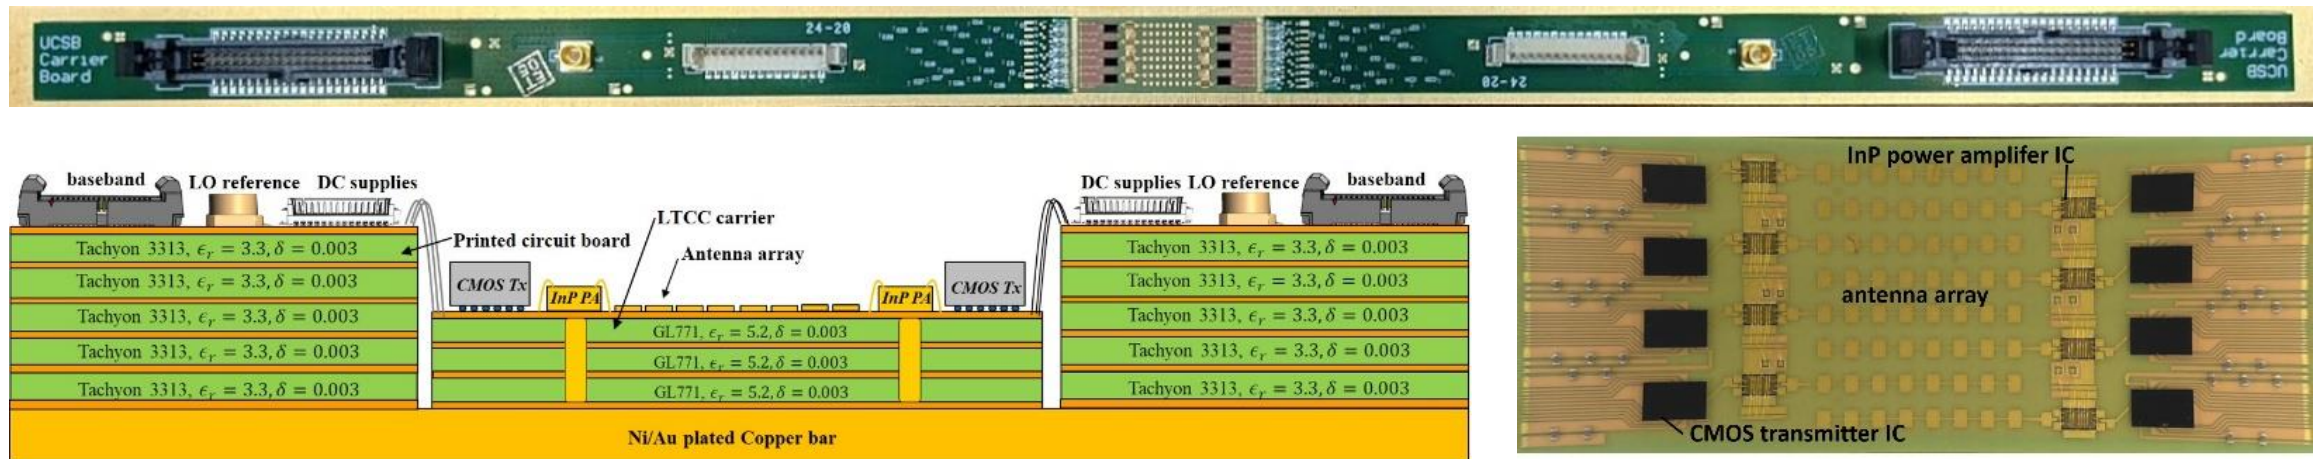 UCSB
Carrier
Board
24-20
24-20
UCSB
Carrier
Board
baseband
LO reference
DC supplies
DC supplies
LO reference
baseband
LTCC carrier
Printed circuit board
Antenna array
CMOS Tx
InP PA
InP PA
CMOS Tx
Tachyon 3313, ϵᵣ = 3.3, δ = 0.003
Tachyon 3313, ϵᵣ = 3.3, δ = 0.003
Tachyon 3313, ϵᵣ = 3.3, δ = 0.003
Tachyon 3313, ϵᵣ = 3.3, δ = 0.003
Tachyon 3313, ϵᵣ = 3.3, δ = 0.003
GL771, ϵᵣ = 5.2, δ = 0.003
GL771, ϵᵣ = 5.2, δ = 0.003
GL771, ϵᵣ = 5.2, δ = 0.003
Tachyon 3313, ϵᵣ = 3.3, δ = 0.003
Tachyon 3313, ϵᵣ = 3.3, δ = 0.003
Tachyon 3313, ϵᵣ = 3.3, δ = 0.003
Tachyon 3313, ϵᵣ = 3.3, δ = 0.003
Tachyon 3313, ϵᵣ = 3.3, δ = 0.003
Ni/Au plated Copper bar
InP power amplifer IC
antenna array
CMOS transmitter IC